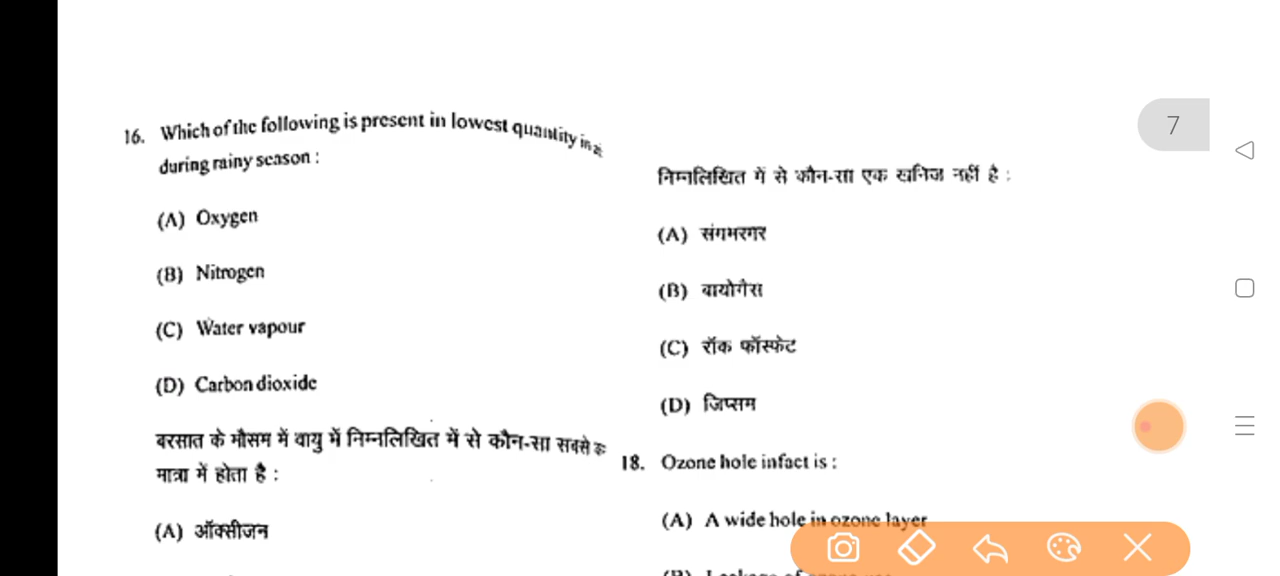 16. Which of the following is present in lowest quantity in
during rainy season :
(A) Oxygen
(B) Nitrogen
(C) Water vapour
(D) Carbon dioxide
बरसात के मौसम में वायु में निम्नलिखित में से कौन-सा सबसे
मात्रा में होता है :
(A) ऑक्सीजन
निम्नलिखित में से कौन-सा एक खनिज नहीं है :
(A) संगमरमर
(B) बायोगैस
(C) रॉक फॉस्फेट
(D) जिप्सम
18. Ozone hole infact is :
(A) A wide hole in ozone layer
7